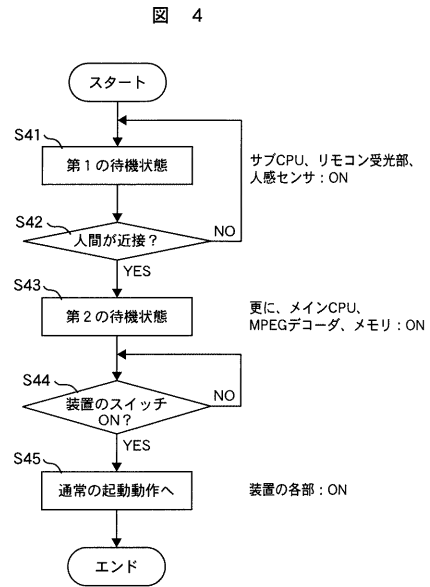 図 4
スタート
S41
第1の待機状態
サブCPU、リモコン受光部、
人感センサ：ON
S42
人間が近接？
NO
YES
S43
第2の待機状態
更に、メインCPU、
MPEGデコーダ、メモリ：ON
S44
装置のスイッチ
ON？
NO
YES
S45
通常の起動動作へ
装置の各部：ON
エンド